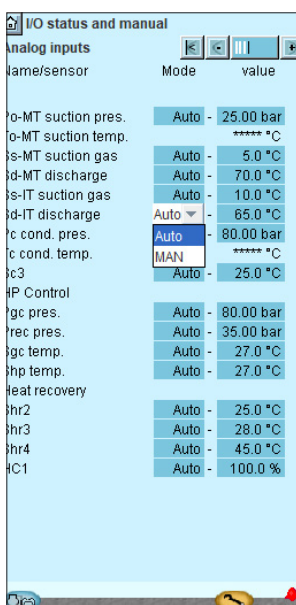 I/O status and manual
Analog inputs
Name/sensor Mode value
Po-MT suction pres. Auto - 25.00 bar
To-MT suction temp. ***** °C
Ss-MT suction gas Auto - 5.0 °C
Sd-MT discharge Auto - 70.0 °C
Ss-IT suction gas Auto - 10.0 °C
Sd-IT discharge Auto - 65.0 °C
Pc cond. pres. Auto - 80.00 bar
Tc cond. temp. MAN ***** °C
Sc3 Auto - 25.0 °C
HP Control
Pgc pres. Auto - 80.00 bar
Prec pres. Auto - 35.00 bar
Sgc temp. Auto - 27.0 °C
Shp temp. Auto - 27.0 °C
Heat recovery
Shr2 Auto - 25.0 °C
Shr3 Auto - 28.0 °C
Shr4 Auto - 45.0 °C
HC1 Auto - 100.0 %